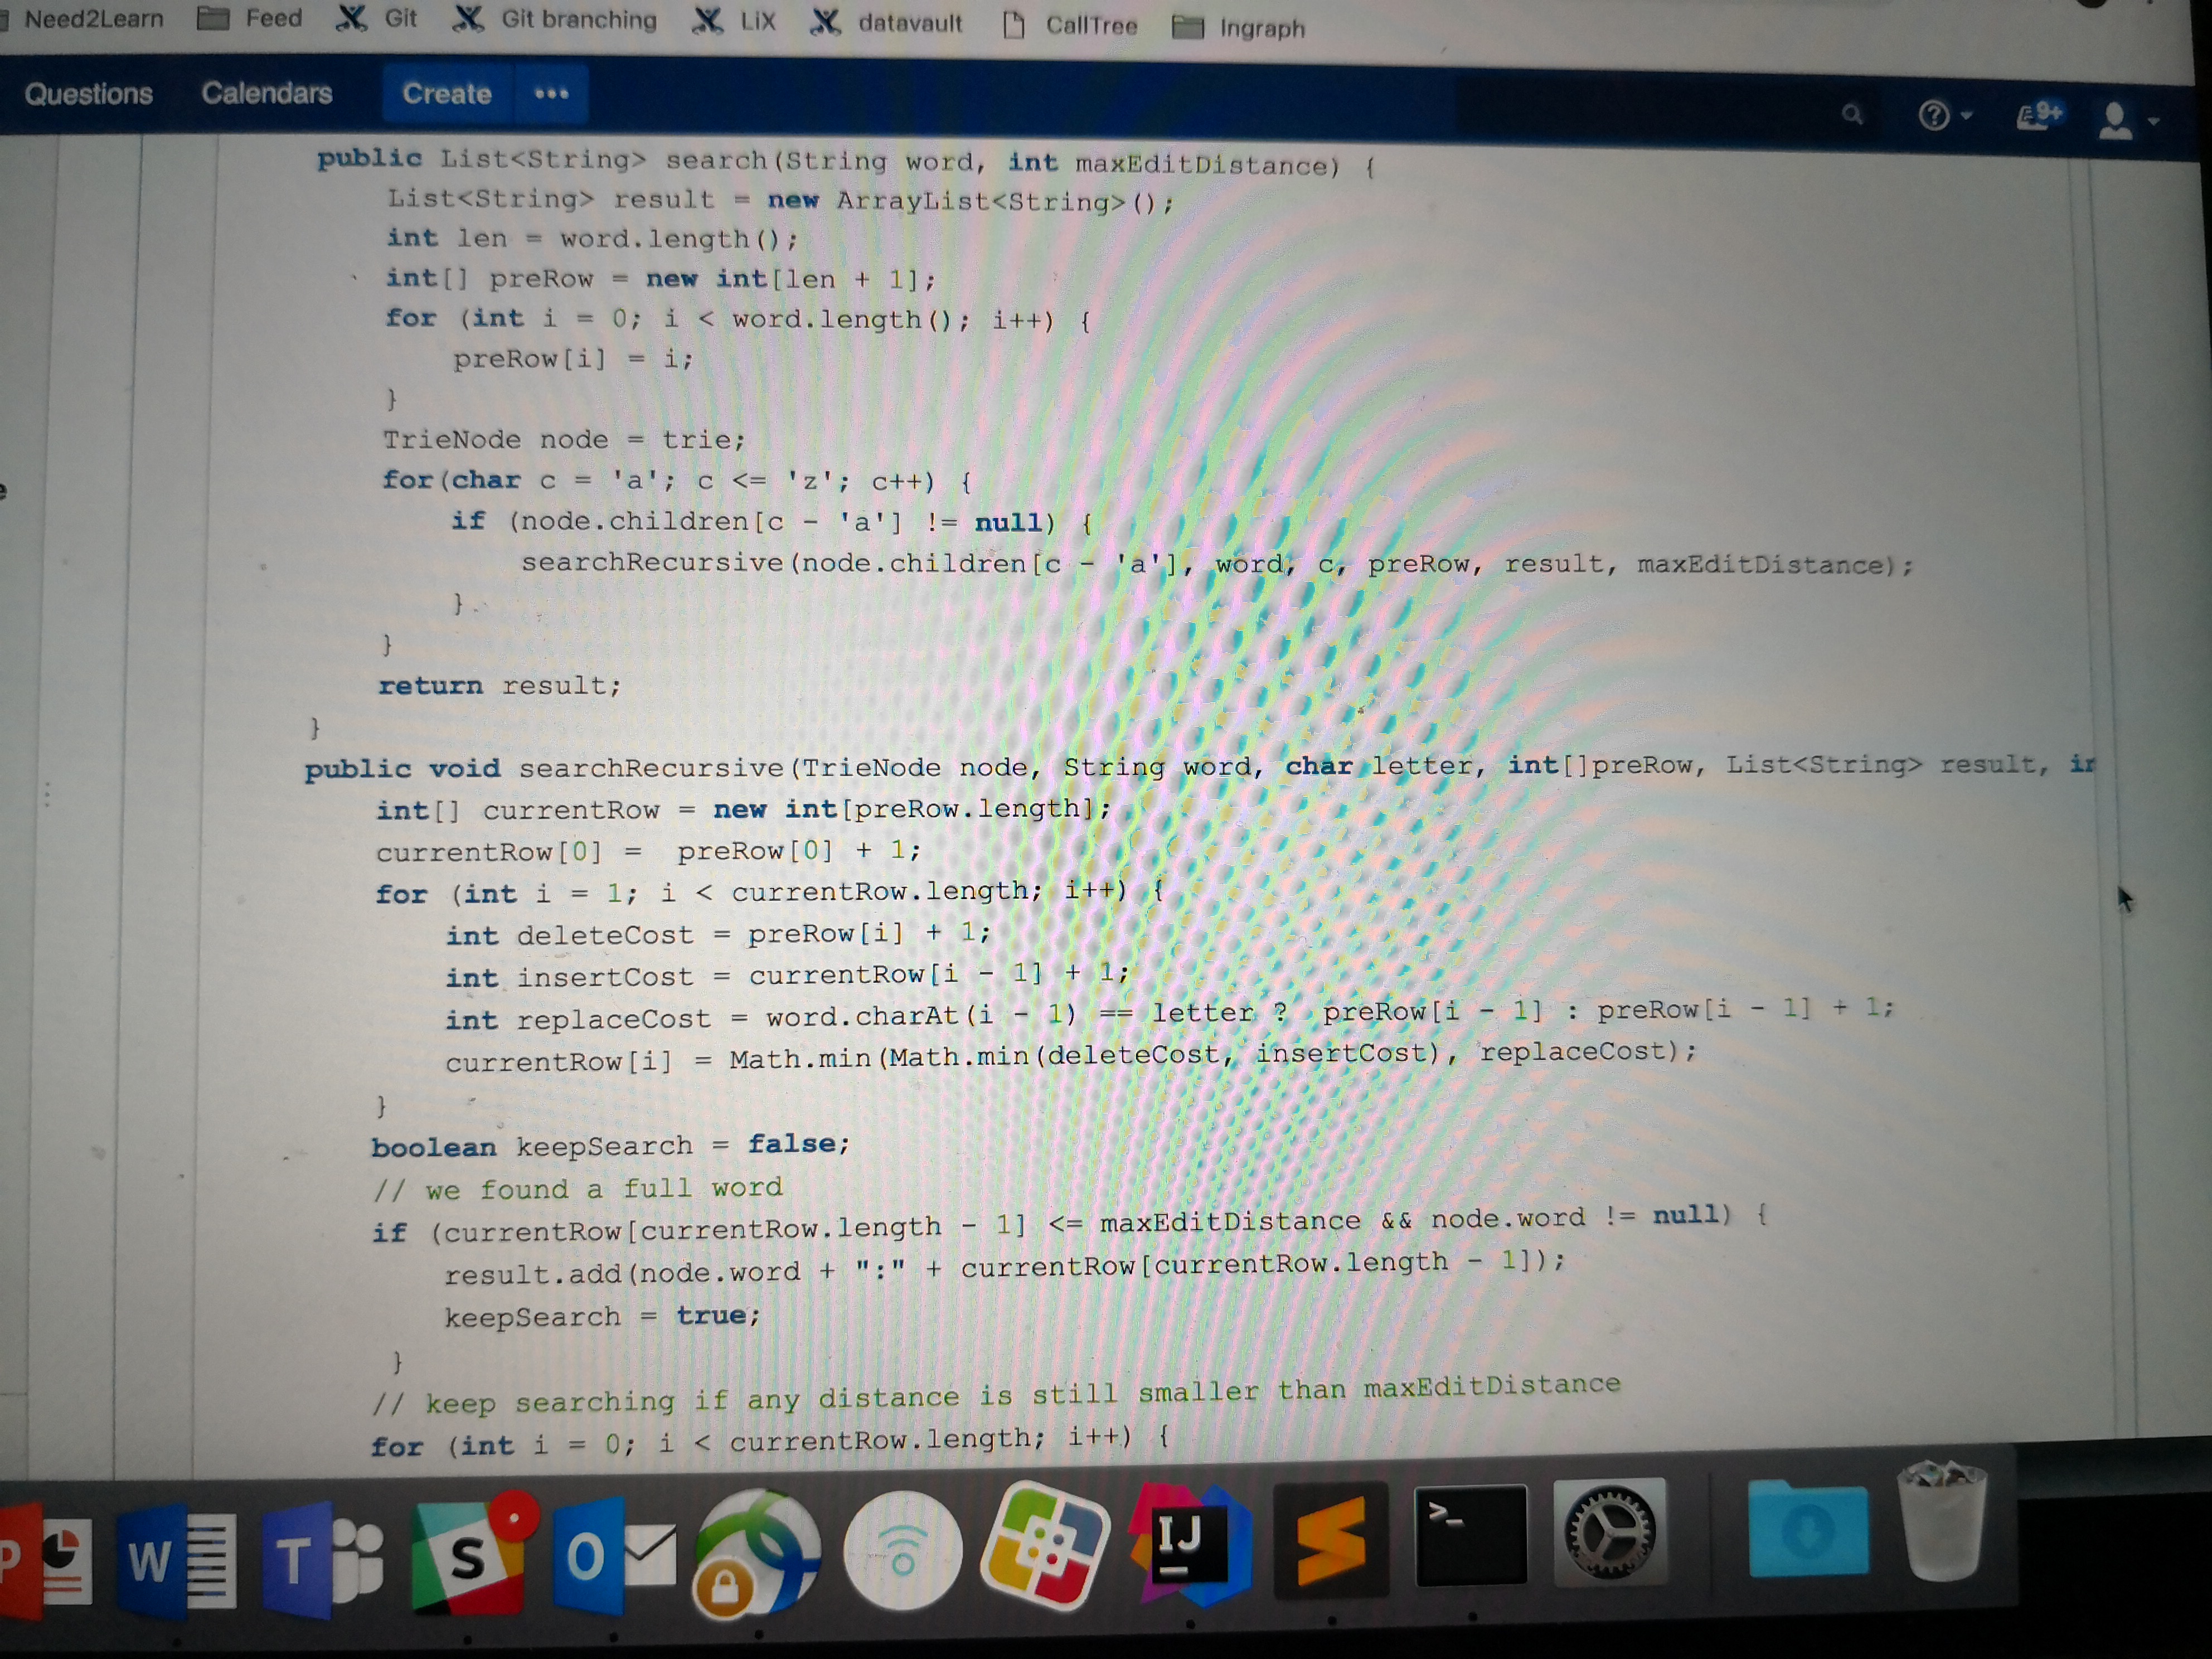 Need2Learn Feed Git Git branching LiX datavault CallTree Ingraph
Questions Calendars Create ••• ? 9+
public List<String> search(String word, int maxEditDistance) {
List<String> result = new ArrayList<String>();
int len = word.length();
int[] preRow = new int[len + 1];
for (int i = 0; i < word.length(); i++) {
preRow[i] = i;
}
TrieNode node = trie;
for(char c = 'a'; c <= 'z'; c++) {
if (node.children[c - 'a'] != null) {
searchRecursive(node.children[c - 'a'], word, c, preRow, result, maxEditDistance);
}
}
return result;
}
public void searchRecursive(TrieNode node, String word, char letter, int[]preRow, List<String> result, in
int[] currentRow = new int[preRow.length];
currentRow[0] = preRow[0] + 1;
for (int i = 1; i < currentRow.length; i++) {
int deleteCost = preRow[i] + 1;
int insertCost = currentRow[i - 1] + 1;
int replaceCost = word.charAt(i - 1) == letter ? preRow[i - 1] : preRow[i - 1] + 1;
currentRow[i] = Math.min(Math.min(deleteCost, insertCost), replaceCost);
}
boolean keepSearch = false;
// we found a full word
if (currentRow[currentRow.length - 1] <= maxEditDistance && node.word != null) {
result.add(node.word + ":" + currentRow[currentRow.length - 1]);
keepSearch = true;
}
// keep searching if any distance is still smaller than maxEditDistance
for (int i = 0; i < currentRow.length; i++) {
P W T S O IJ >_